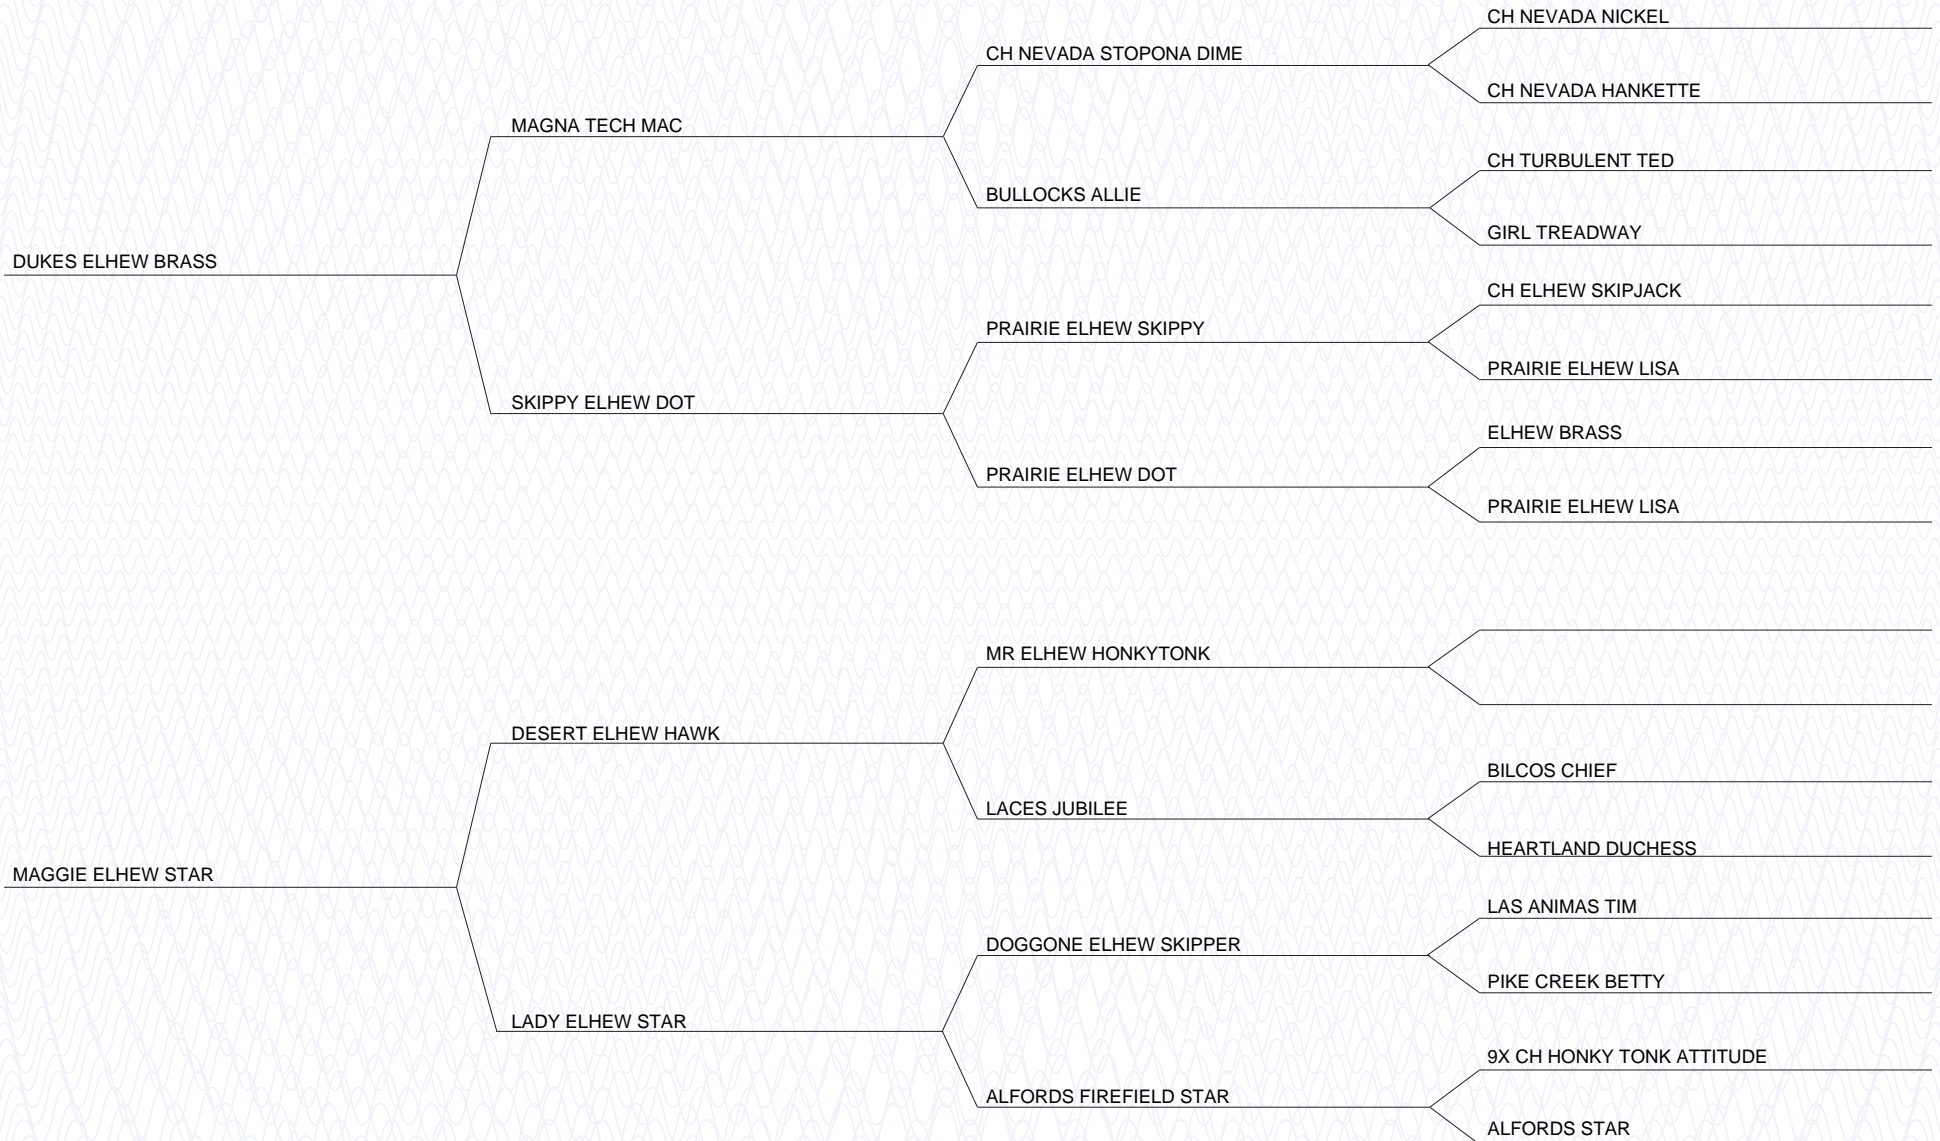 CH NEVADA NICKEL
CH NEVADA STOPONA DIME
CH NEVADA HANKETTE
MAGNA TECH MAC
CH TURBULENT TED
BULLOCKS ALLIE
GIRL TREADWAY
DUKES ELHEW BRASS
CH ELHEW SKIPJACK
PRAIRIE ELHEW SKIPPY
PRAIRIE ELHEW LISA
SKIPPY ELHEW DOT
ELHEW BRASS
PRAIRIE ELHEW DOT
PRAIRIE ELHEW LISA
MR ELHEW HONKYTONK
DESERT ELHEW HAWK
BILCOS CHIEF
LACES JUBILEE
HEARTLAND DUCHESS
MAGGIE ELHEW STAR
LAS ANIMAS TIM
DOGGONE ELHEW SKIPPER
PIKE CREEK BETTY
LADY ELHEW STAR
9X CH HONKY TONK ATTITUDE
ALFORDS FIREFIELD STAR
ALFORDS STAR